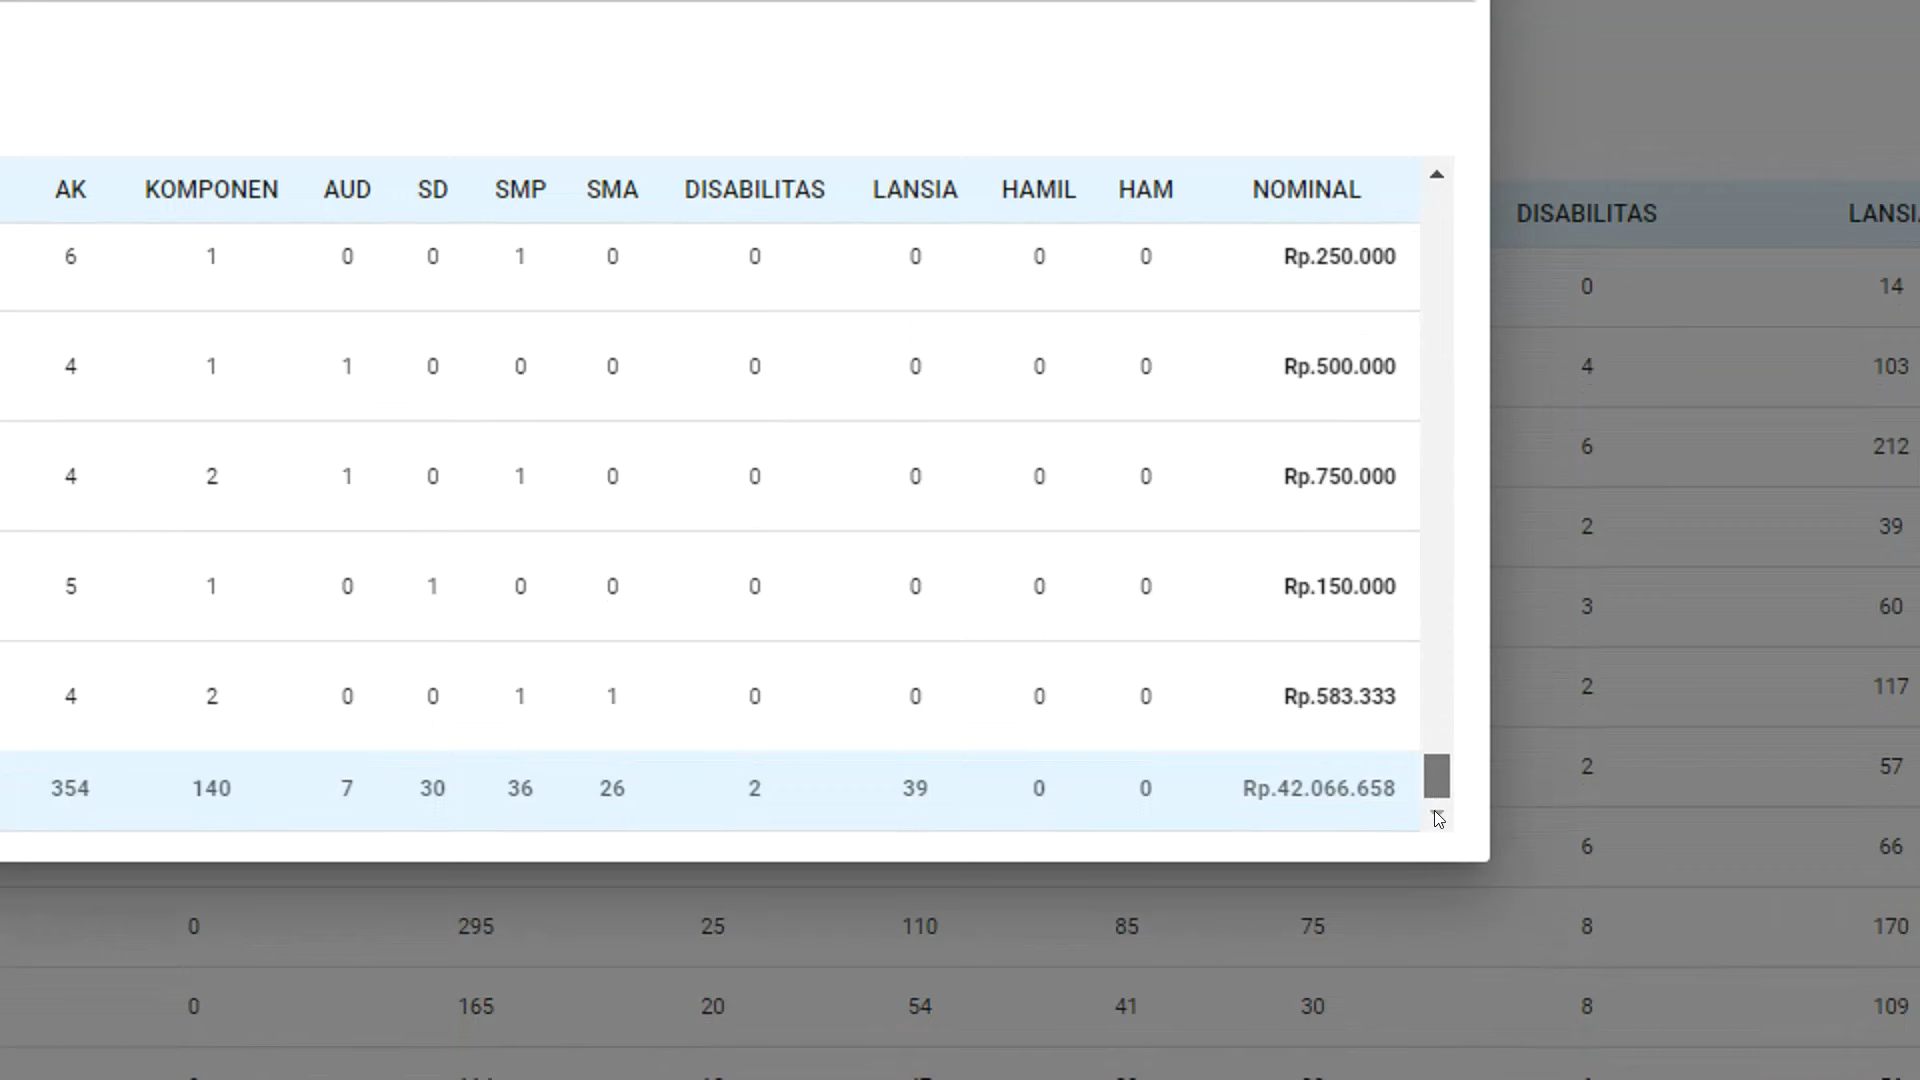 AK KOMPONEN AUD SD SMP SMA DISABILITAS LANSIA HAMIL HAM NOMINAL
6 1 0 0 1 0 0 0 0 0 Rp.250.000
4 1 1 0 0 0 0 0 0 0 Rp.500.000
4 2 1 0 1 0 0 0 0 0 Rp.750.000
5 1 0 1 0 0 0 0 0 0 Rp.150.000
4 2 0 0 1 1 0 0 0 0 Rp.583.333
354 140 7 30 36 26 2 39 0 0 Rp.42.066.658
DISABILITAS
0 14
4 103
6 212
2 39
3 60
2 117
2 57
6 66
0 295 25 110 85 75 8 170
0 165 20 54 41 30 8 109